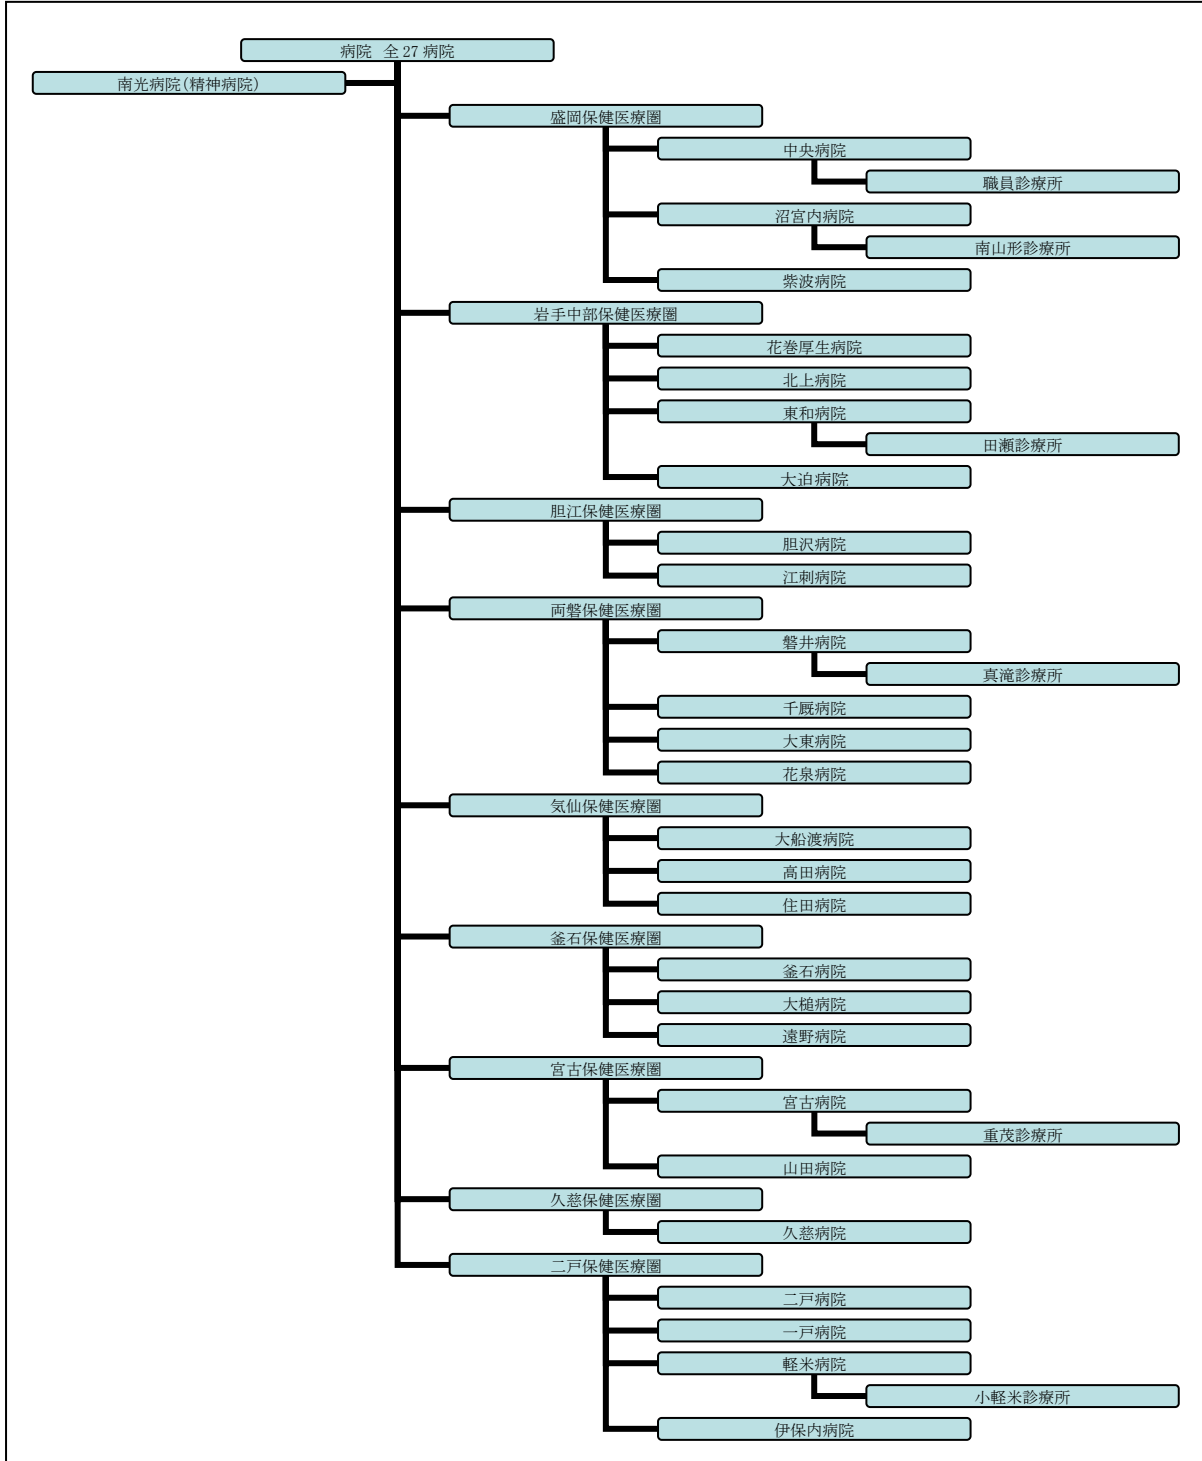 病院 全27病院
南光病院(精神病院)
盛岡保健医療圏
中央病院
職員診療所
沼宮内病院
南山形診療所
紫波病院
岩手中部保健医療圏
花巻厚生病院
北上病院
東和病院
田瀬診療所
大迫病院
胆江保健医療圏
胆沢病院
江刺病院
両磐保健医療圏
磐井病院
真滝診療所
千厩病院
大東病院
花泉病院
気仙保健医療圏
大船渡病院
高田病院
住田病院
釜石保健医療圏
釜石病院
大槌病院
遠野病院
宮古保健医療圏
宮古病院
重茂診療所
山田病院
久慈保健医療圏
久慈病院
二戸保健医療圏
二戸病院
一戸病院
軽米病院
小軽米診療所
伊保内病院